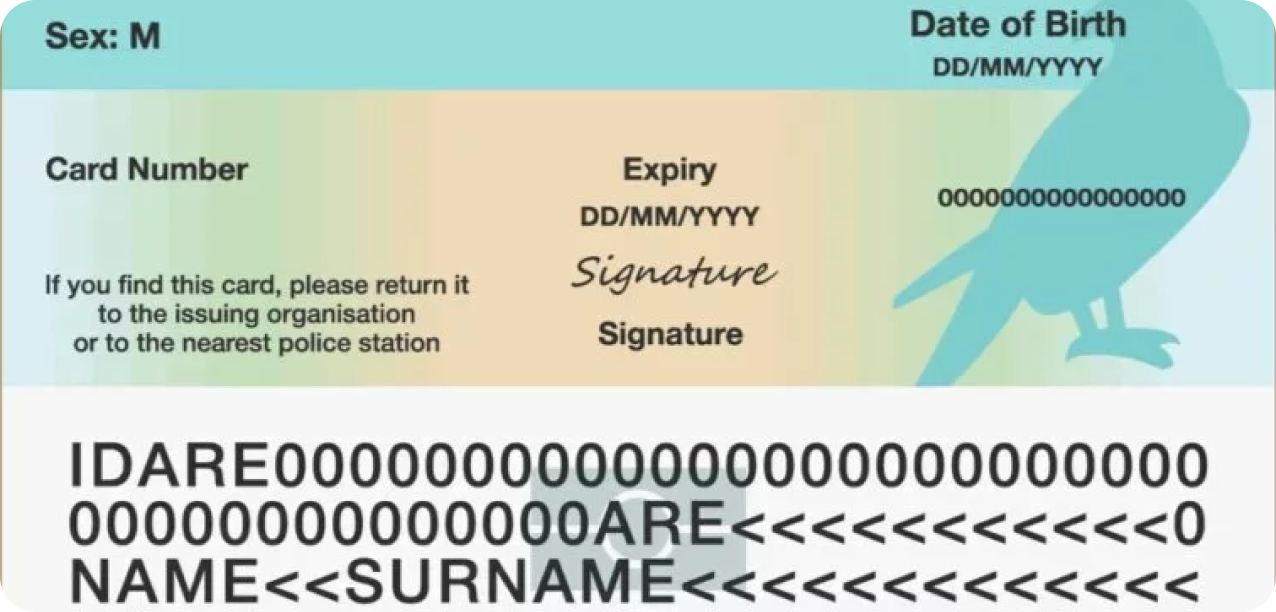 Sex: M
Date of Birth
DD/MM/YYYY
Card Number
Expiry
DD/MM/YYYY
0000000000000000
Signature
If you find this card, please return it
to the issuing organisation
or to the nearest police station
Signature
IDARE0000000000000000000000000
000000000000000ARE<<<<<<<<<<<0
NAME<<SURNAME<<<<<<<<<<<<<